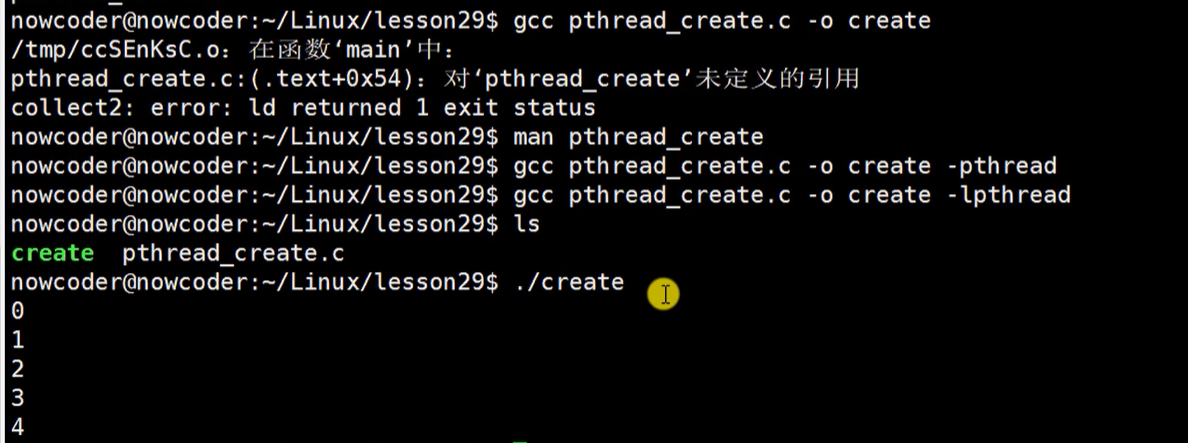 nowcoder@nowcoder:~/Linux/lesson29$ gcc pthread_create.c -o create
/tmp/ccSEnKsC.o：在函数‘main’中：
pthread_create.c:(.text+0x54)：对‘pthread_create’未定义的引用
collect2: error: ld returned 1 exit status
nowcoder@nowcoder:~/Linux/lesson29$ man pthread_create
nowcoder@nowcoder:~/Linux/lesson29$ gcc pthread_create.c -o create -pthread
nowcoder@nowcoder:~/Linux/lesson29$ gcc pthread_create.c -o create -lpthread
nowcoder@nowcoder:~/Linux/lesson29$ ls
create pthread_create.c
nowcoder@nowcoder:~/Linux/lesson29$ ./create
0
1
2
3
4